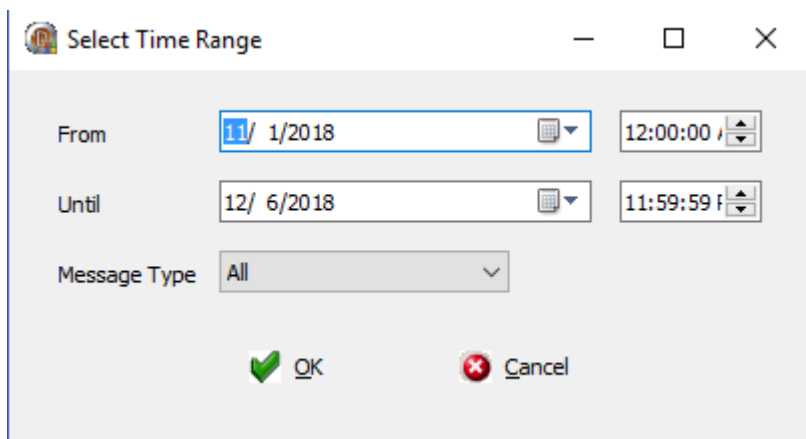 Select Time Range
From 11/ 1/2018 12:00:00
Until 12/ 6/2018 11:59:59
Message Type All
OK Cancel